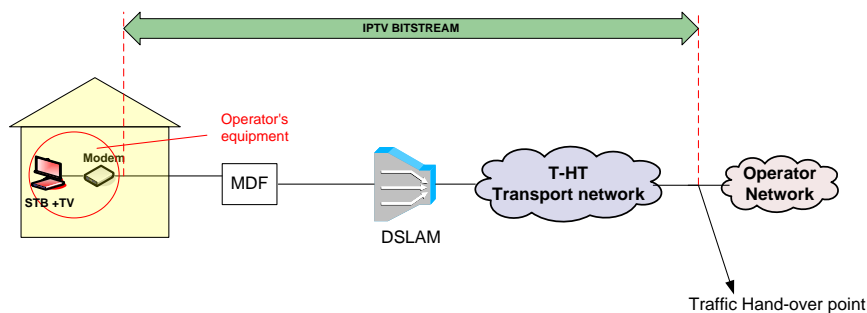 IPTV BITSTREAM
Operator's
equipment
Modem
STB +TV
MDF
DSLAM
T-HT
Transport network
Operator
Network
Traffic Hand-over point